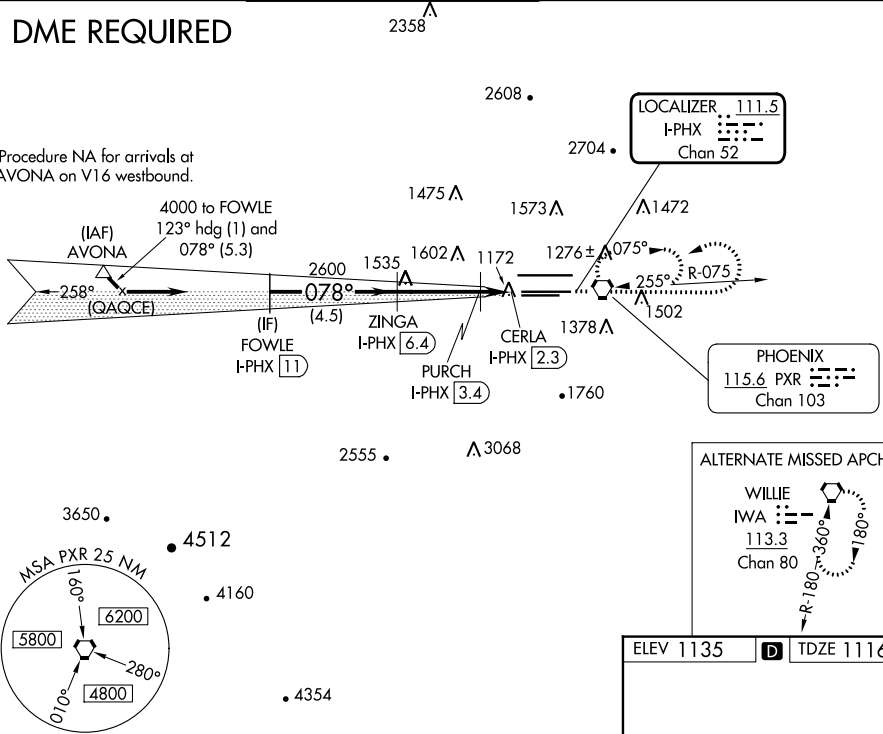 DME REQUIRED
2358
2608
LOCALIZER 111.5
I-PHX
Chan 52
2704
Procedure NA for arrivals at
AVONA on V16 westbound.
1475
1573
1472
4000 to FOWLE
123° hdg (1) and
078° (5.3)
(IAF)
AVONA
2600
1535
1602
1172
1276±
075°
R-075
258°
(QAQCE)
078°
(4.5)
255°
1502
(IF)
FOWLE
I-PHX 11
ZINGA
I-PHX 6.4
PURCH
I-PHX 3.4
CERLA
I-PHX 2.3
1378
PHOENIX
115.6 PXR
Chan 103
1760
2555
3068
ALTERNATE MISSED APCH
WILLIE
IWA
113.3
Chan 80
360°
180°
R-180
3650
4512
4160
4354
MSA PXR 25 NM
160°
6200
5800
280°
4800
010°
ELEV 1135
D
TDZE 1116